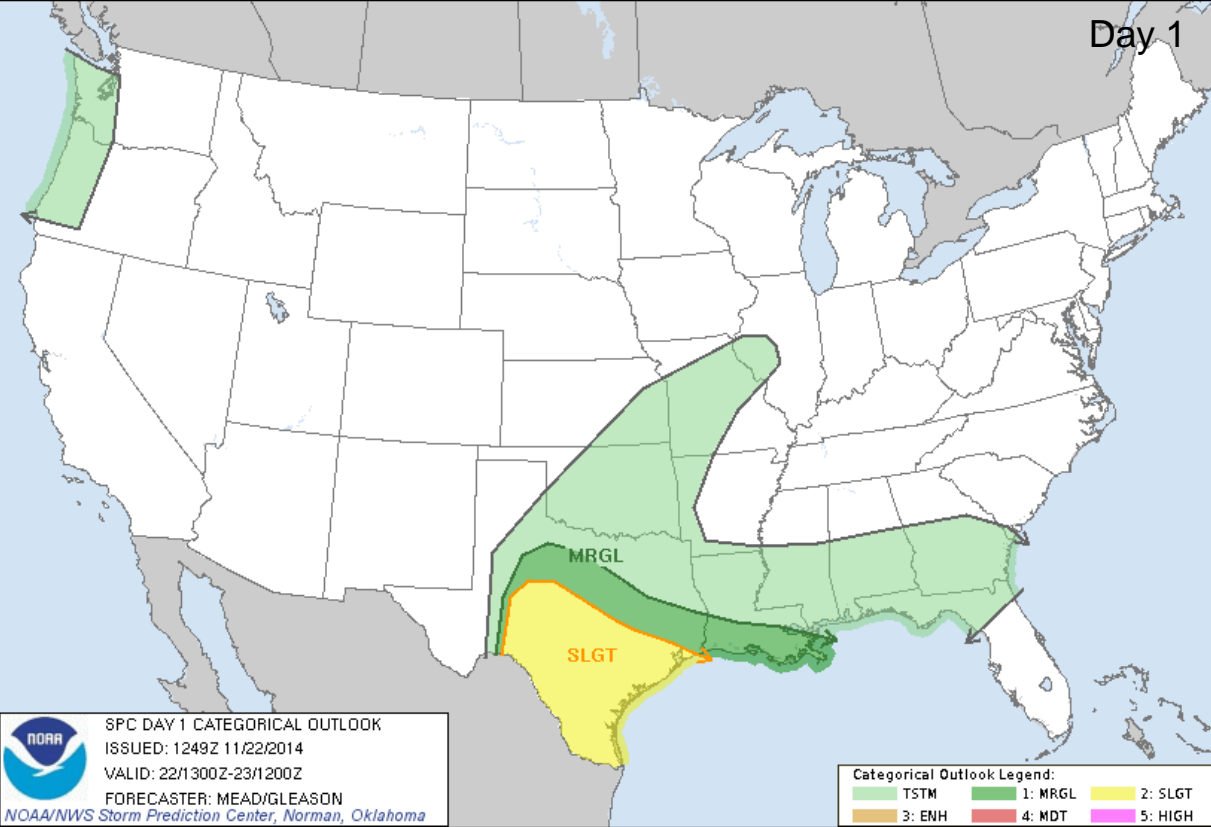 Day 1
MRGL
SLGT
NOAA
SPC DAY 1 CATEGORICAL OUTLOOK
ISSUED: 1249Z 11/22/2014
VALID: 22/1300Z-23/1200Z
FORECASTER: MEAD/GLEASON
NOAA/NWS Storm Prediction Center, Norman, Oklahoma
Categorical Outlook Legend:
TSTM 1: MRGL 2: SLGT
3: ENH 4: MDT 5: HIGH